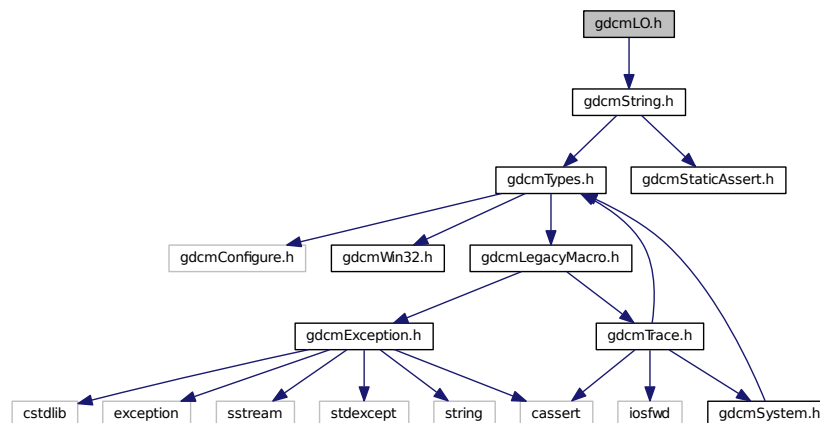 gdcmLO.h
gdcmString.h
gdcmTypes.h
gdcmStaticAssert.h
gdcmConfigure.h
gdcmWin32.h
gdcmLegacyMacro.h
gdcmException.h
gdcmTrace.h
cstdlib
exception
sstream
stdexcept
string
cassert
iosfwd
gdcmSystem.h